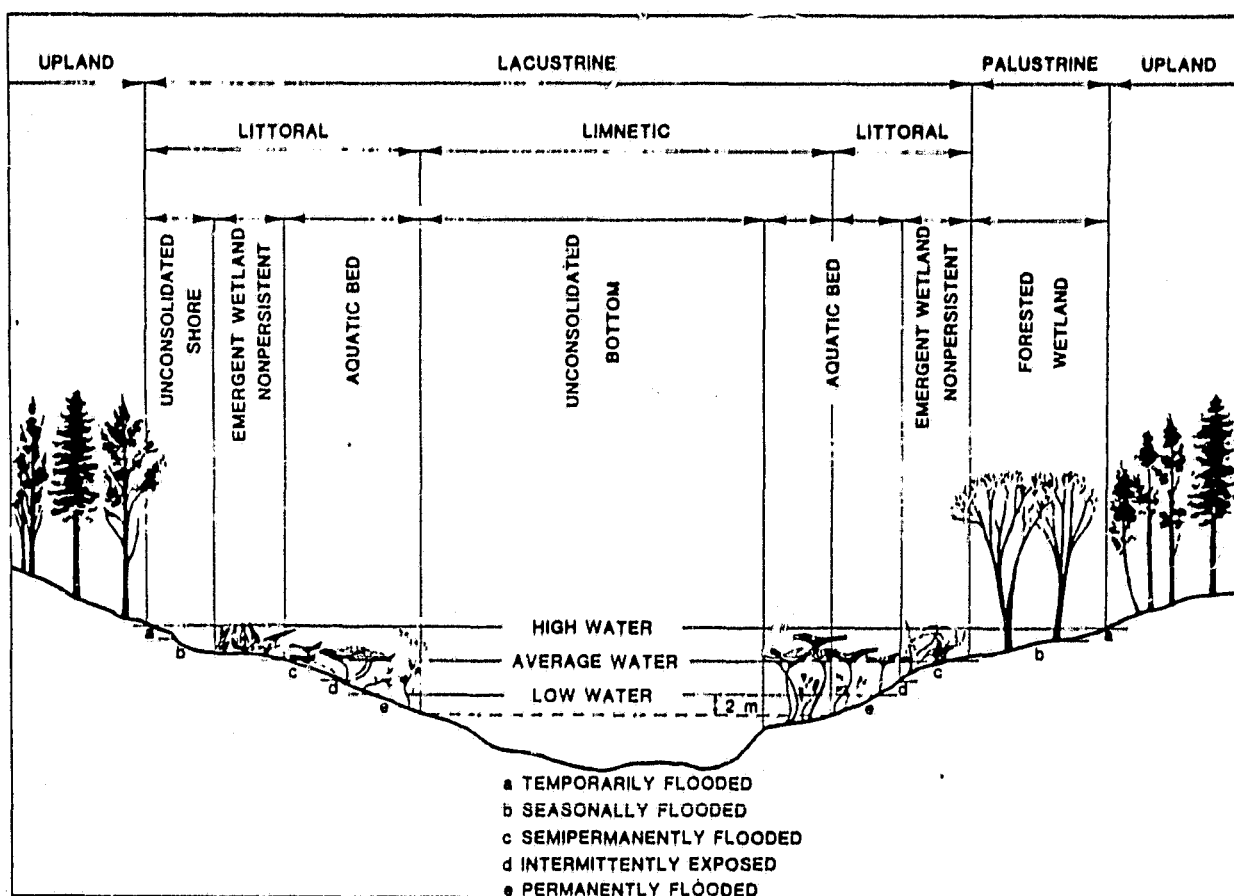 UPLAND LACUSTRINE PALUSTRINE UPLAND
LITTORAL LIMNETIC LITTORAL
UNCONSOLIDATED
SHORE
EMERGENT WETLAND
NONPERSISTENT
AQUATIC BED
UNCONSOLIDATED
BOTTOM
AQUATIC BED
EMERGENT WETLAND
NONPERSISTENT
FORESTED
WETLAND
HIGH WATER
AVERAGE WATER
LOW WATER
2 m
a
b
c
d
e
e
d
c
b
a
a TEMPORARILY FLOODED
b SEASONALLY FLOODED
c SEMIPERMANENTLY FLOODED
d INTERMITTENTLY EXPOSED
e PERMANENTLY FLOODED